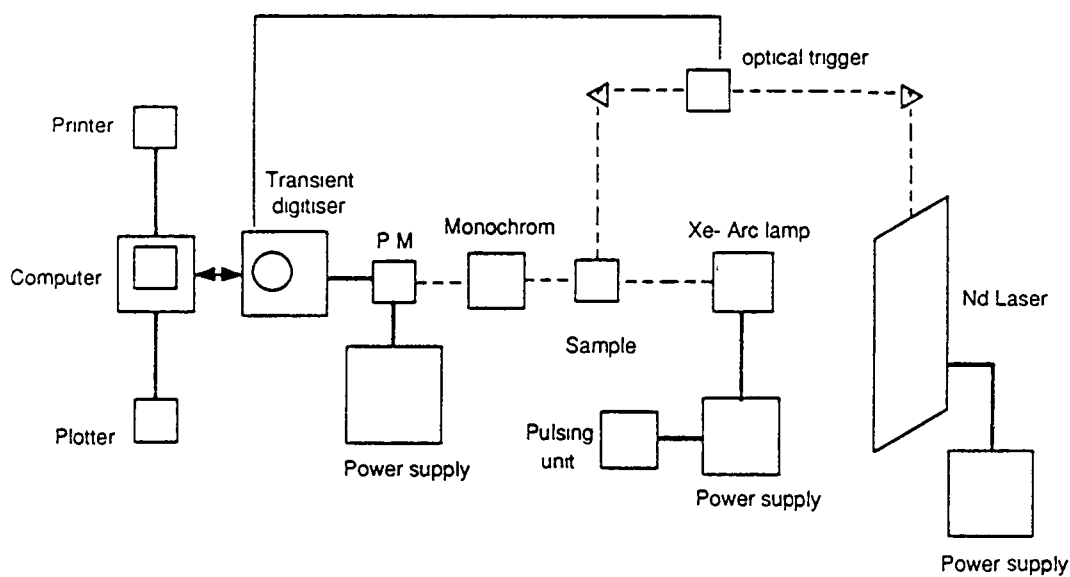 optical trigger
Printer
Transient
digitiser
P M
Monochrom
Xe- Arc lamp
Computer
Nd Laser
Sample
Plotter
Pulsing
unit
Power supply
Power supply
Power supply